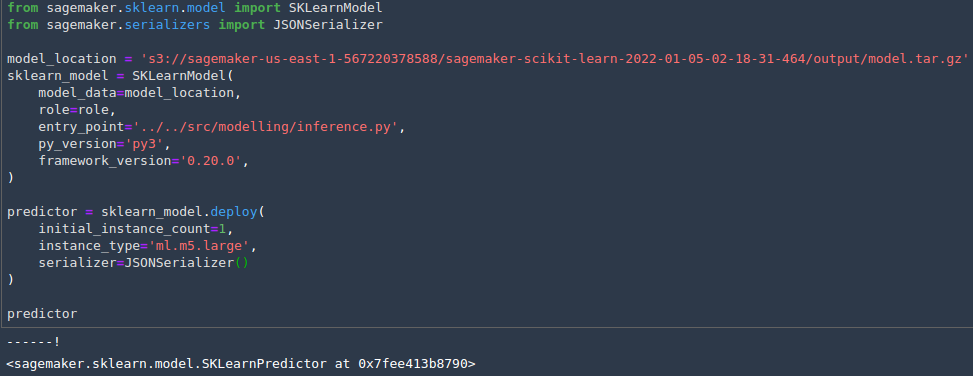 from sagemaker.sklearn.model import SKLearnModel
from sagemaker.serializers import JSONSerializer
model_location = 's3://sagemaker-us-east-1-567220378588/sagemaker-scikit-learn-2022-01-05-02-18-31-464/output/model.tar.gz'
sklearn_model = SKLearnModel(
    model_data=model_location,
    role=role,
    entry_point='../../src/modelling/inference.py',
    py_version='py3',
    framework_version='0.20.0',
)
predictor = sklearn_model.deploy(
    initial_instance_count=1,
    instance_type='ml.m5.large',
    serializer=JSONSerializer()
)
predictor
------!
<sagemaker.sklearn.model.SKLearnPredictor at 0x7fee413b8790>